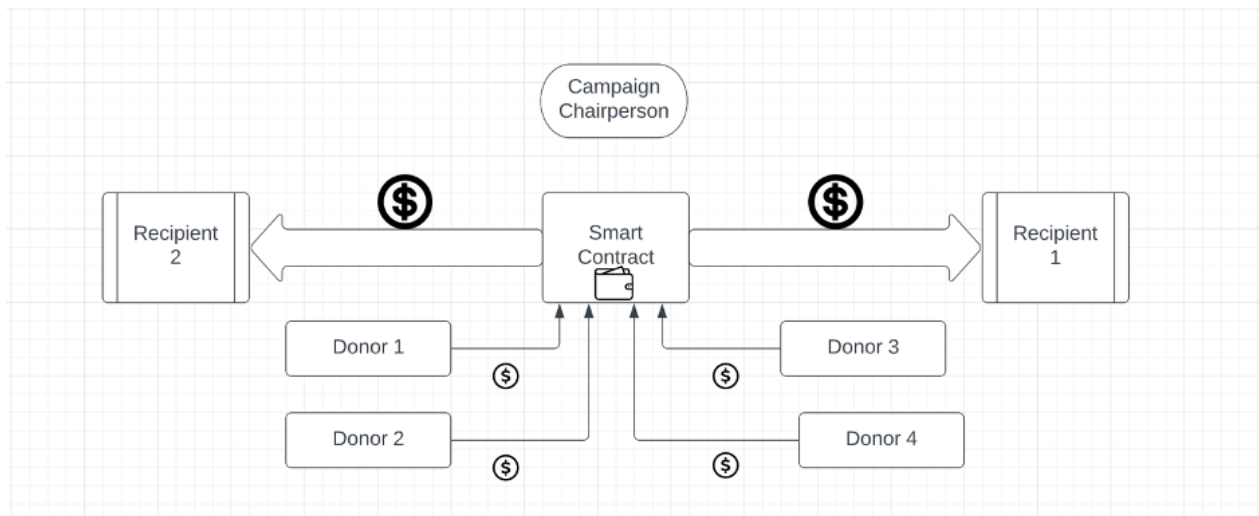 Campaign
Chairperson
$
$
Recipient
2
Smart
Contract
Recipient
1
Donor 1
Donor 3
$
$
Donor 2
Donor 4
$
$